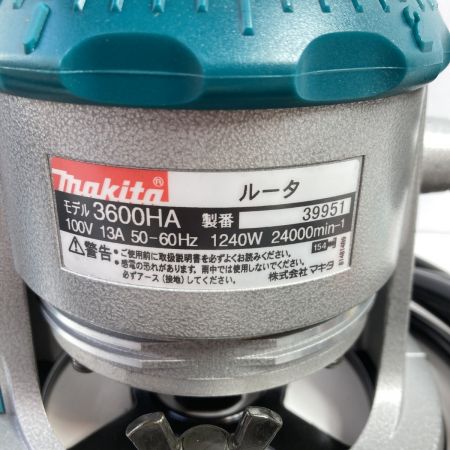 makita® ルータ
モデル 3600HA 製番 39951
100V 13A 50-60Hz 1240W 24000min-1
⚠警告 ・ご使用前に取扱説明書を必ずよくお読みください。 154
・感電の恐れがあります。雨中では使用しないでください。
必ずアース(接地)してください。 株式会社 マキタ